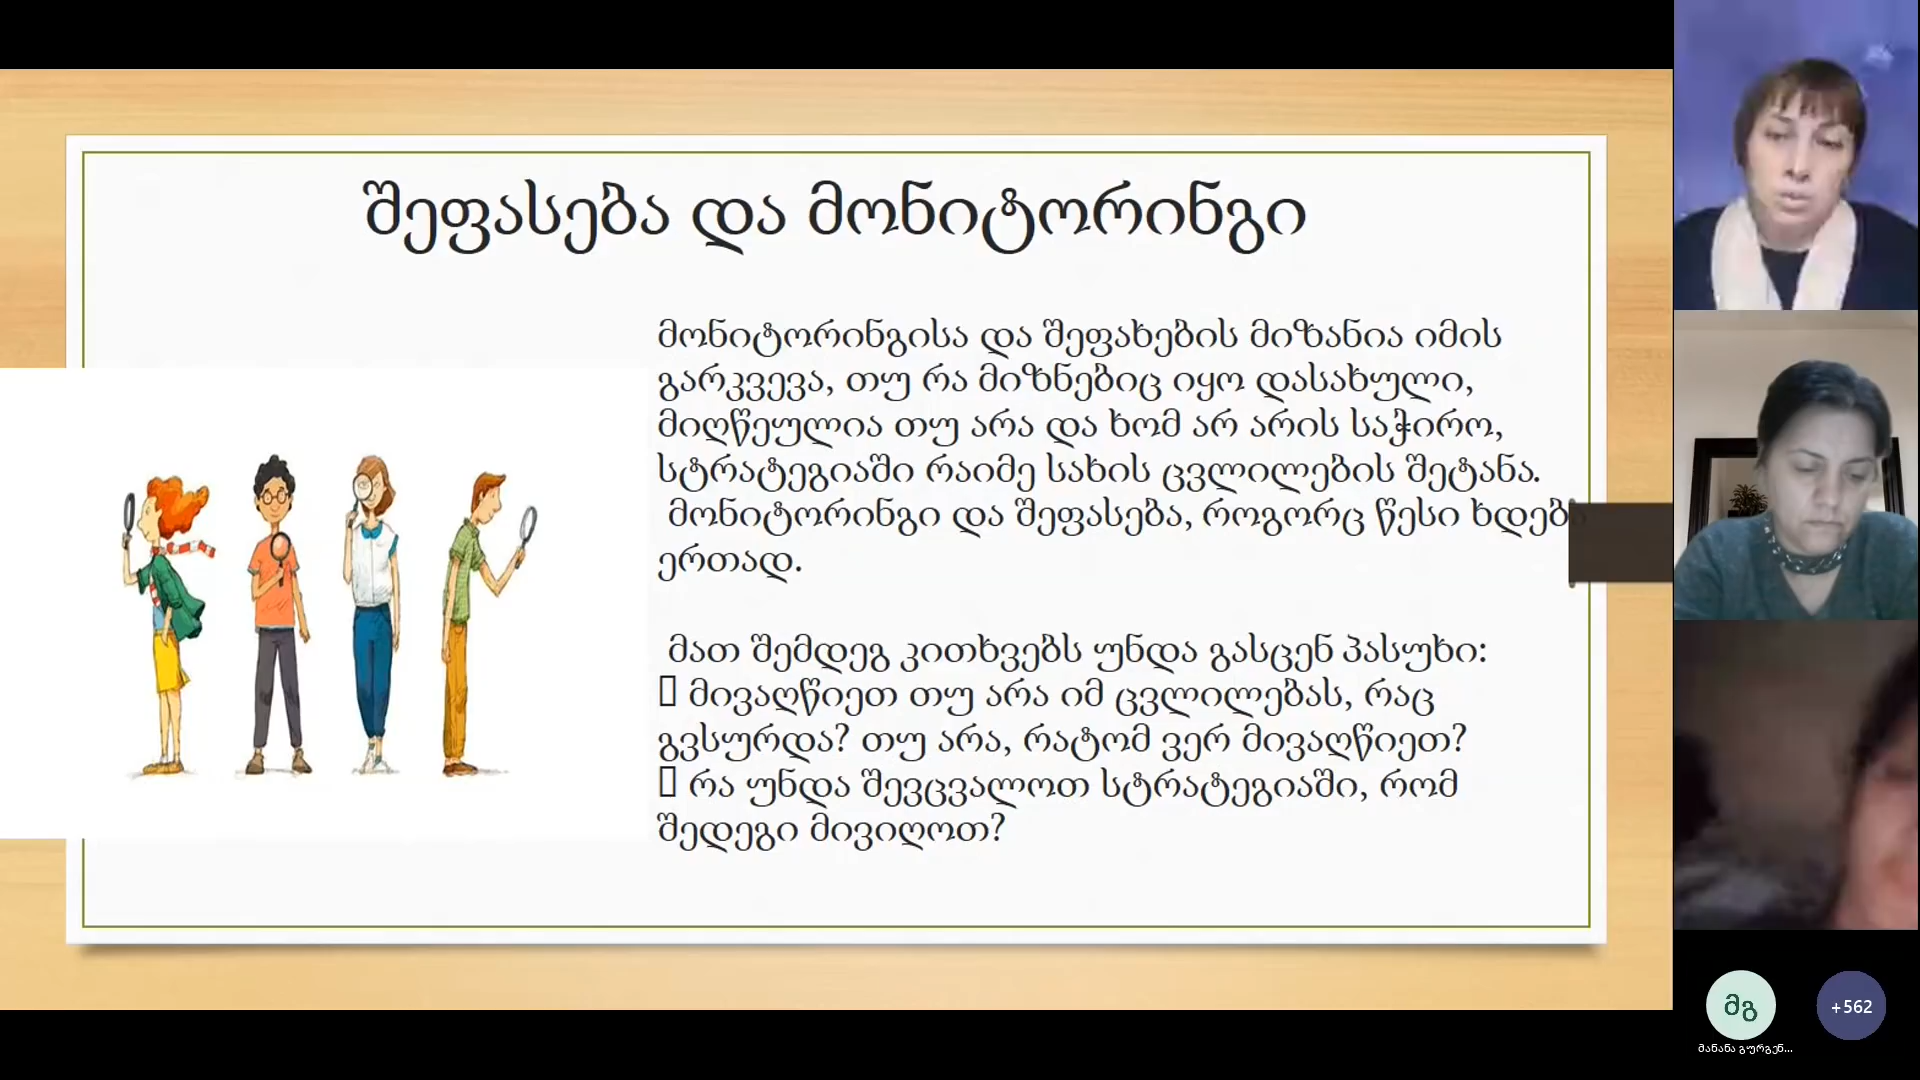 შეფასება და მონიტორინგი
მონიტორინგისა და შეფახების მიზანია იმის
გარკვევა, თუ რა მიზნებიც იყო დასახული,
მიღწეულია თუ არა და ხომ არ არის საჭირო,
სტრატეგიაში რაიმე სახის ცვლილების შეტანა.
მონიტორინგი და შეფასება, როგორც წესი ხდება
ერთად.
მათ შემდეგ კითხვებს უნდა გასცენ პასუხი:
მივაღწიეთ თუ არა იმ ცვლილებას, რაც
გვსურდა? თუ არა, რატომ ვერ მივაღწიეთ?
რა უნდა შევცვალოთ სტრატეგიაში, რომ
შედეგი მივიღოთ?
მგ
+562
მანანა გურგენ...